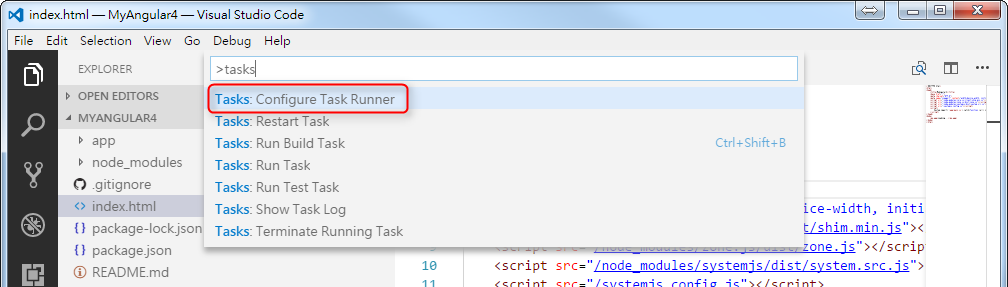 index.html — MyAngular4 — Visual Studio Code
File Edit Selection View Go Debug Help
EXPLORER
OPEN EDITORS
MYANGULAR4
app
node_modules
.gitignore
index.html
package-lock.json
package.json
README.md
>tasks
Tasks: Configure Task Runner
Tasks: Restart Task
Tasks: Run Build Task Ctrl+Shift+B
Tasks: Run Task
Tasks: Run Test Task
Tasks: Show Task Log
Tasks: Terminate Running Task
ice-width, initi
t/shim.min.js"><
9 <script src="/node_modules/zone.js/dist/zone.js"></script
10 <script src="/node_modules/systemjs/dist/system.src.js">
11 <script src="/systemjs.config.js"></script>